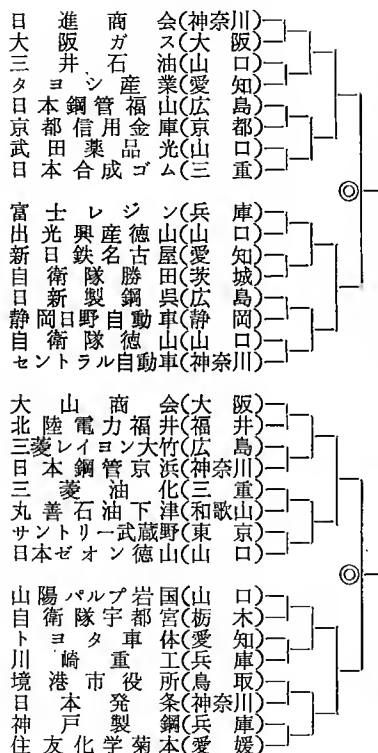 日進商会(神奈川)
大阪ガス(大阪)
三井石油(山口)
タヨシ産業(愛知)
日本鋼管福山(広島)
京都信用金庫(京都)
武田薬品光(山口)
日本合成ゴム(三重)
富士レジン(兵庫)
出光興産徳山(山口)
新日鉄名古屋(愛知)
自衛隊勝田(茨城)
日新製鋼呉(広島)
静岡日野自動車(静岡)
自衛隊徳山(山口)
セントラル自動車(神奈川)
大山商会(大阪)
北陸電力福井(福井)
三菱レイヨン大竹(広島)
日本鋼管京浜(神奈川)
三菱油化(三重)
丸善石油下津(和歌山)
サントリー武蔵野(東京)
日本ゼオン徳山(山口)
山陽パルプ岩国(山口)
自衛隊宇都宮(栃木)
トヨタ車体(愛知)
川崎重工(兵庫)
境港市役所(鳥取)
日本発条(神奈川)
神戸製鋼(兵庫)
住友化学菊本(愛媛)